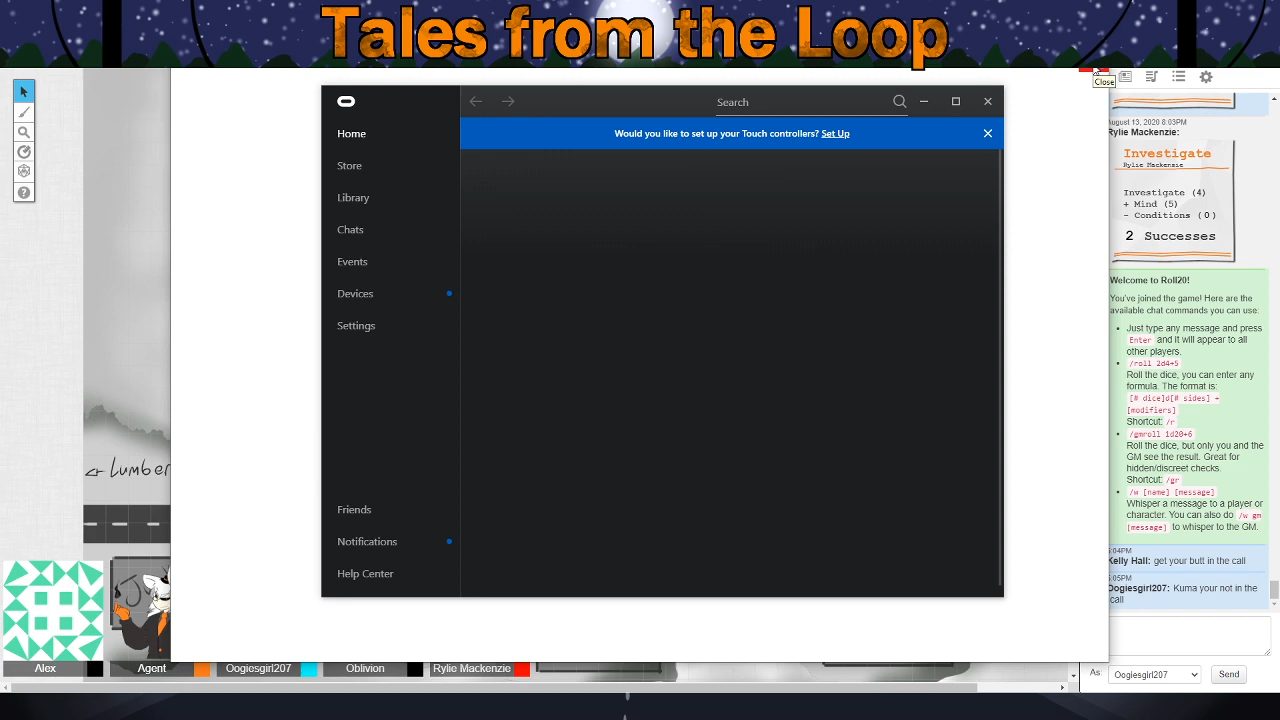 Tales from the Loop
Close
Search
Would you like to set up your Touch controllers? Set Up
Home
Store
Library
Chats
Events
Devices
Settings
Friends
Notifications
Help Center
Lumber
Alex
Agent
Oogiesgirl207
Oblivion
Rylie Mackenzie
August 13, 2020 8:03PM
Rylie Mackenzie:
Investigate
Rylie Mackenzie
Investigate (4)
+ Mind (5)
- Conditions (0)
2 Successes
Welcome to Roll20!
You've joined the game! Here are the
available chat commands you can use:
• Just type any message and press
Enter and it will appear to all
other players.
• /roll 2d4+5
Roll the dice, you can enter any
formula. The format is:
[# dice]d[# sides] +
[modifiers]
Shortcut: /r
• /gmroll 1d20+6
Roll the dice, but only you and the
GM see the result. Great for
hidden/discreet checks.
Shortcut: /gr
• /w [name] [message]
Whisper a message to a player or
character. You can also do /w gm
[message] to whisper to the GM.
5:04PM
Kelly Hall: get your butt in the call
5:05PM
Oogiesgirl207: Kuma your not in the
call
As:
Oogiesgirl207
Send